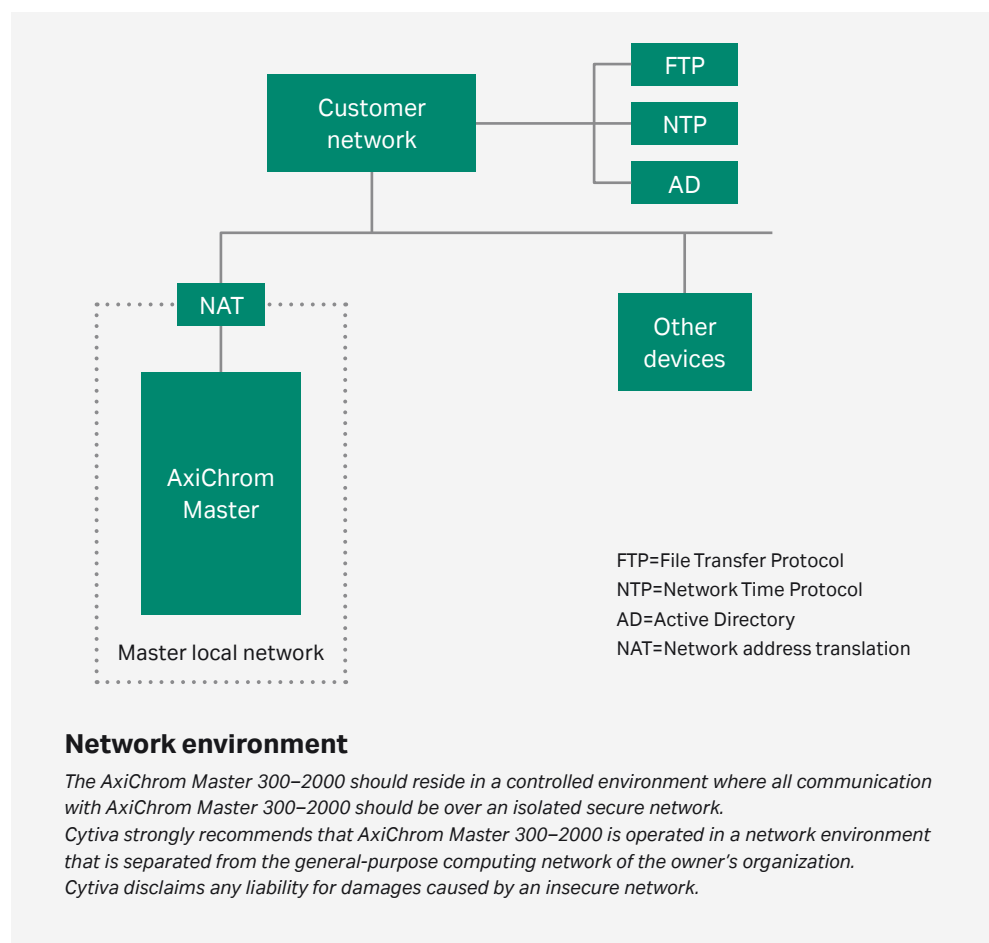 Customer
network
FTP
NTP
AD
NAT
Other
devices
AxiChrom
Master
Master local network
FTP=File Transfer Protocol
NTP=Network Time Protocol
AD=Active Directory
NAT=Network address translation
Network environment
The AxiChrom Master 300–2000 should reside in a controlled environment where all communication
with AxiChrom Master 300–2000 should be over an isolated secure network.
Cytiva strongly recommends that AxiChrom Master 300–2000 is operated in a network environment
that is separated from the general-purpose computing network of the owner’s organization.
Cytiva disclaims any liability for damages caused by an insecure network.